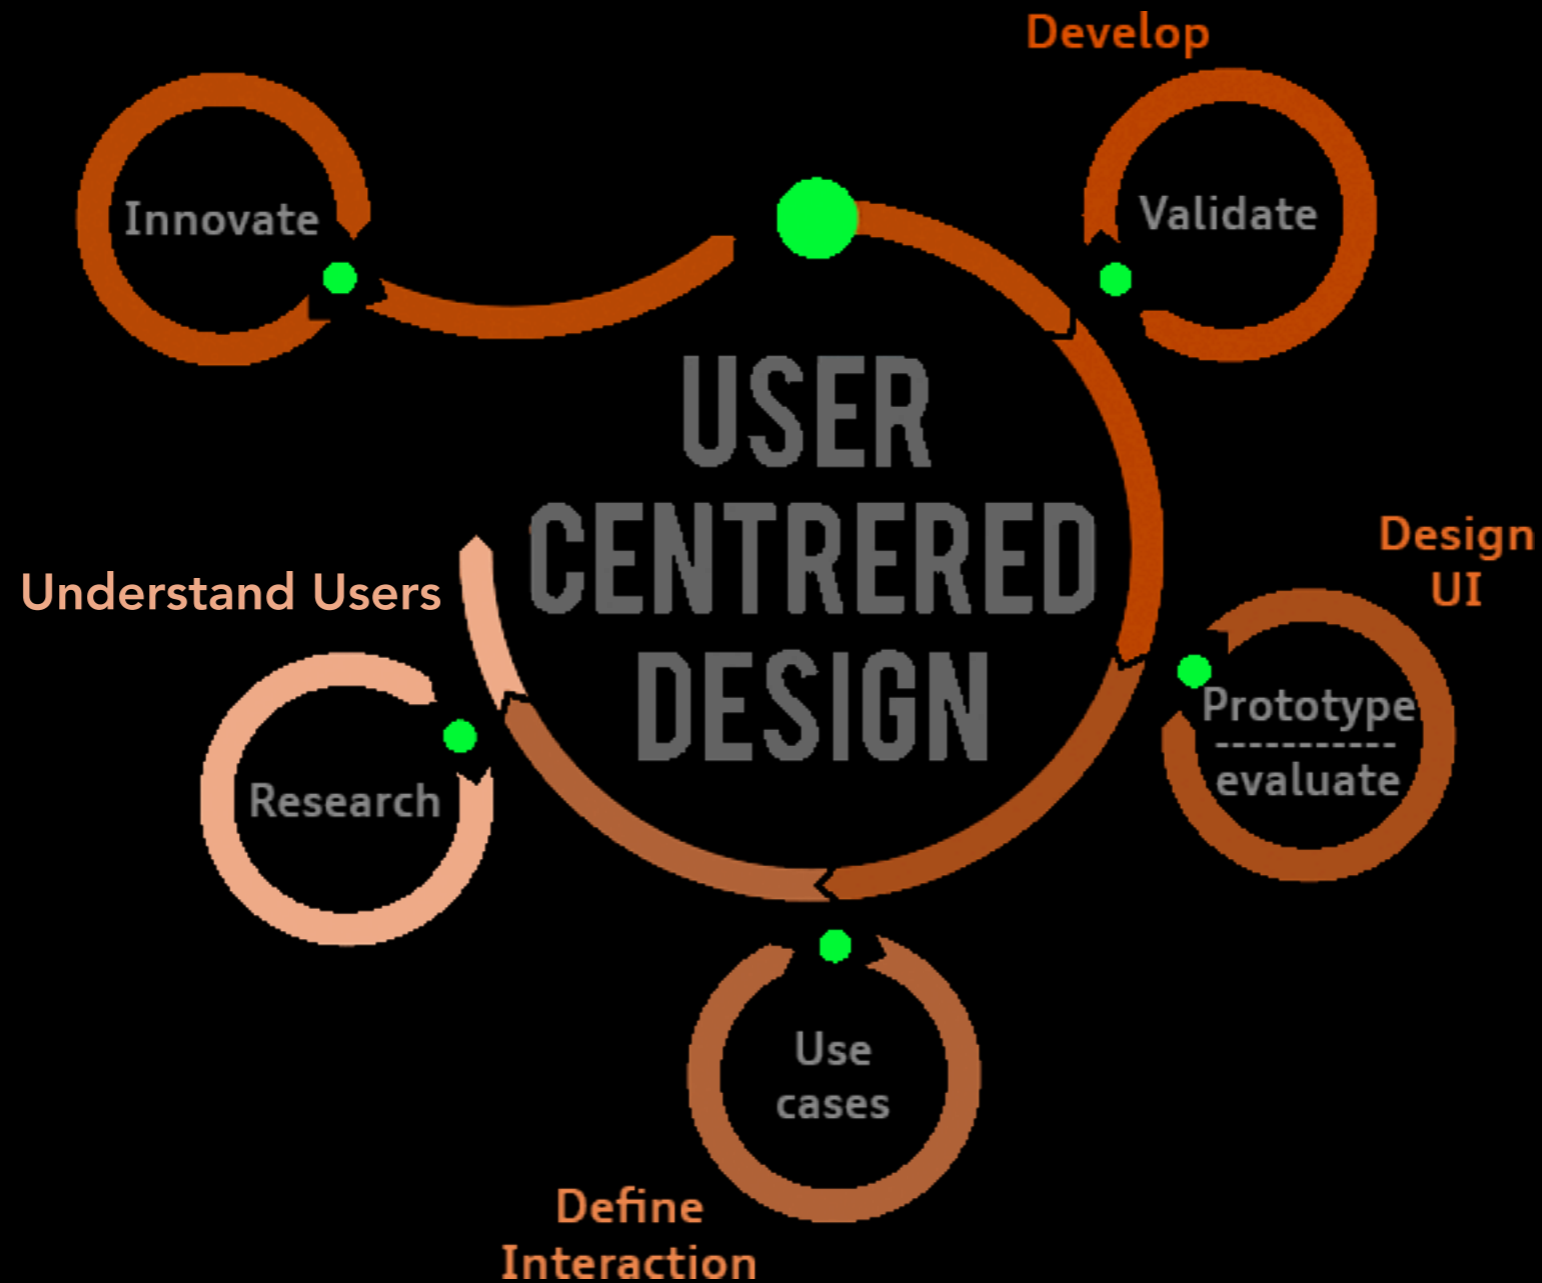 Develop
Innovate
Validate
USER
CENTRERED
DESIGN
Design
UI
Understand Users
Prototype
-----------
evaluate
Research
Use
cases
Define
Interaction